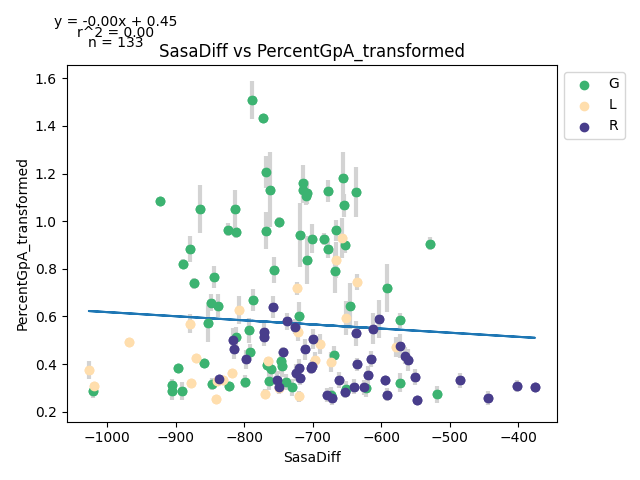 y = -0.00x + 0.45
r^2 = 0.00
n = 133
SasaDiff vs PercentGpA_transformed
1.6
1.4
1.2
1.0
0.8
0.6
0.4
0.2
PercentGpA_transformed
G
L
R
−1000 −900 −800 −700 −600 −500 −400
SasaDiff